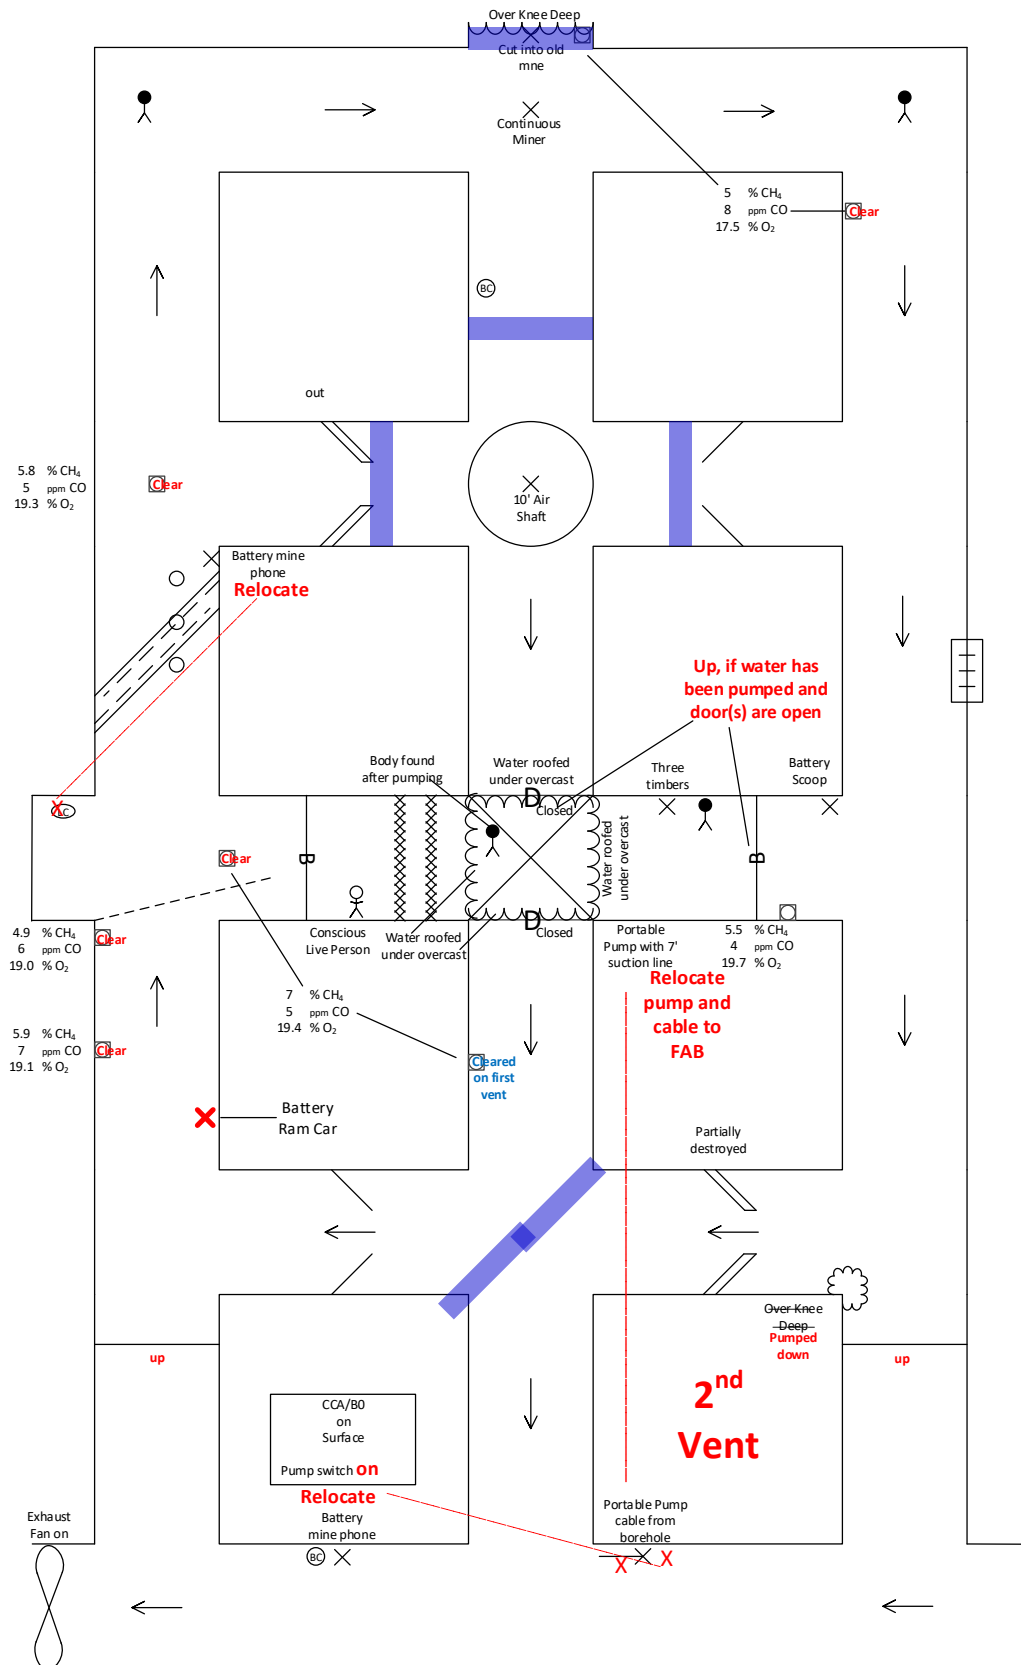 Over Knee Deep
Cut into old
mne
Continuous
Miner
5 % CH4
8 ppm CO
17.5 % O2
Clear
BC
out
5.8 % CH4
5 ppm CO
19.3 % O2
Clear
10' Air
Shaft
Battery mine
phone
Relocate
Up, if water has
been pumped and
door(s) are open
Body found
after pumping
Water roofed
under overcast
Three
timbers
Battery
Scoop
X
D
Closed
Water roofed
under overcast
Clear
B
B
D
Closed
Conscious
Live Person
Water roofed
under overcast
Portable
Pump with 7'
suction line
5.5 % CH4
4 ppm CO
19.7 % O2
4.9 % CH4
6 ppm CO
19.0 % O2
Clear
Relocate
pump and
cable to
FAB
7 % CH4
5 ppm CO
19.4 % O2
5.9 % CH4
7 ppm CO
19.1 % O2
Clear
Cleared
on first
vent
Battery
Ram Car
Partially
destroyed
Over Knee
Deep
Pumped
down
up
up
2nd
Vent
CCA/B0
on
Surface
Pump switch on
Relocate
Battery
mine phone
Portable Pump
cable from
borehole
Exhaust
Fan on
BC
X
X